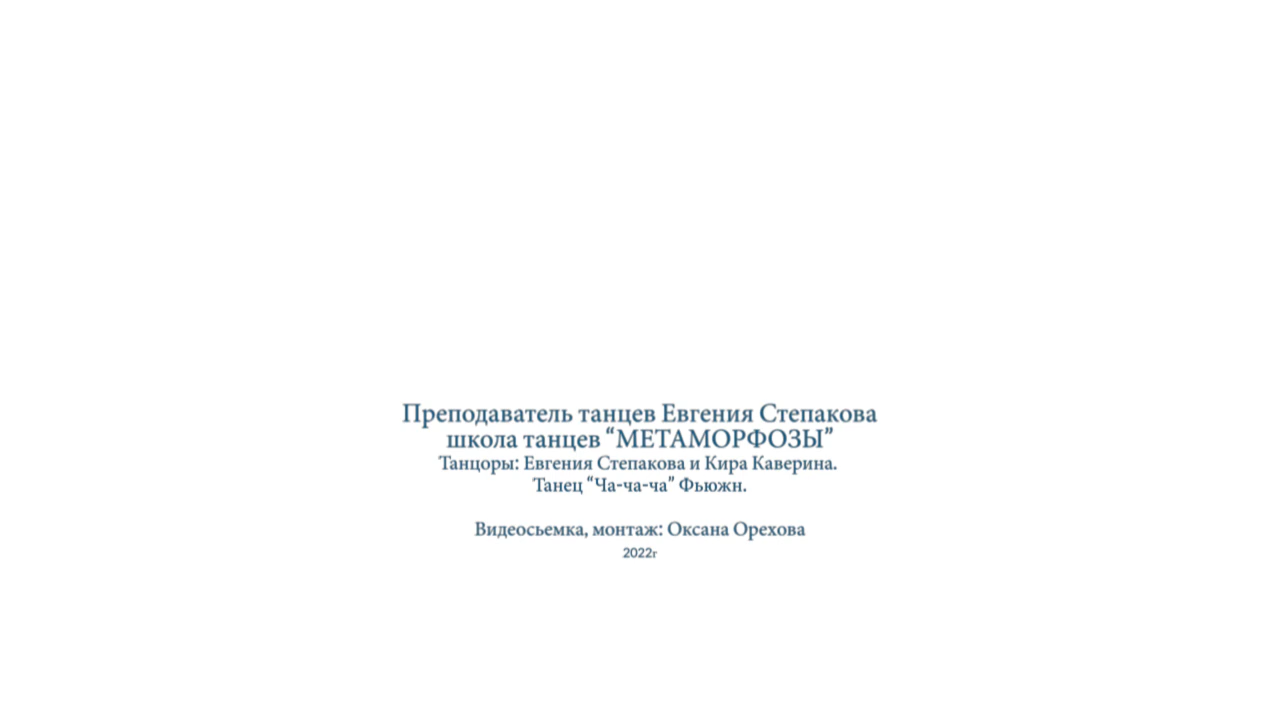 Преподаватель танцев Евгения Степакова
школа танцев “МЕТАМОРФОЗЫ”
Танцоры: Евгения Степакова и Кира Каверина.
Танец “Ча-ча-ча” Фьюжн.
Видеосьемка, монтаж: Оксана Орехова
2022г